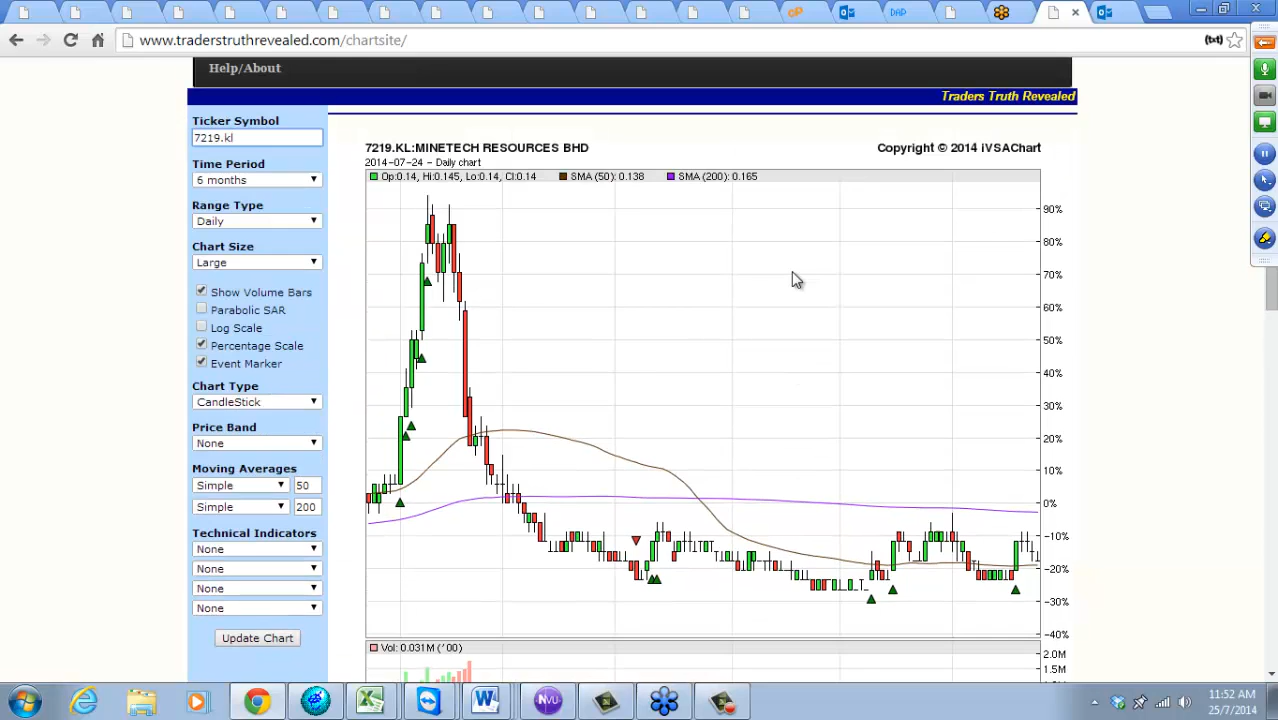 OP
DAP
www.traderstruthrevealed.com/chartsite/
(txt)
Help/About
Traders Truth Revealed
Ticker Symbol
7219.kl
Time Period
6 months
Range Type
Daily
Chart Size
Large
Show Volume Bars
Parabolic SAR
Log Scale
Percentage Scale
Event Marker
Chart Type
CandleStick
Price Band
None
Moving Averages
Simple 50
Simple 200
Technical Indicators
None
None
None
None
Update Chart
7219.KL:MINETECH RESOURCES BHD
Copyright © 2014 iVSAChart
2014-07-24 - Daily chart
Op:0.14, Hi:0.145, Lo:0.14, Cl:0.14
SMA (50): 0.138
SMA (200): 0.165
90%
80%
70%
60%
50%
40%
30%
20%
10%
0%
-10%
-20%
-30%
-40%
Vol: 0.031M ('00)
2.0M
1.5M
NVU
11:52 AM
25/7/2014